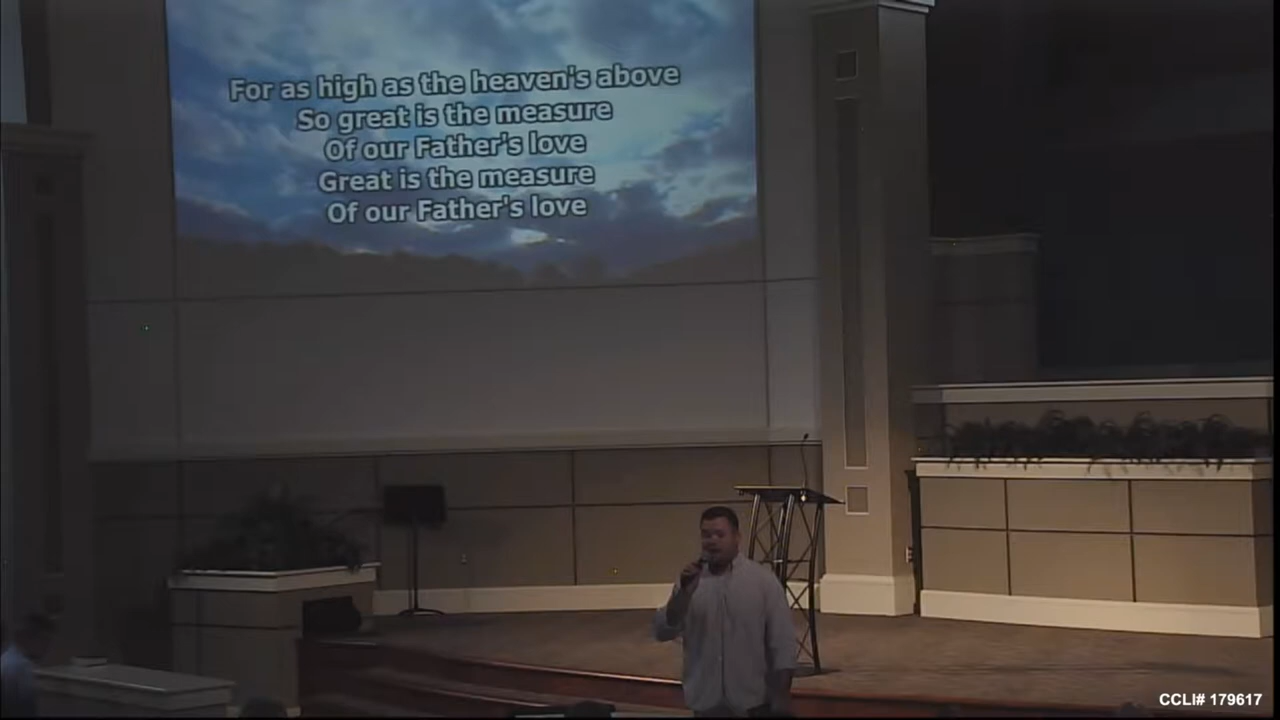 For as high as the heaven's above
So great is the measure
Of our Father's love
Great is the measure
Of our Father's love
CCLI# 179617